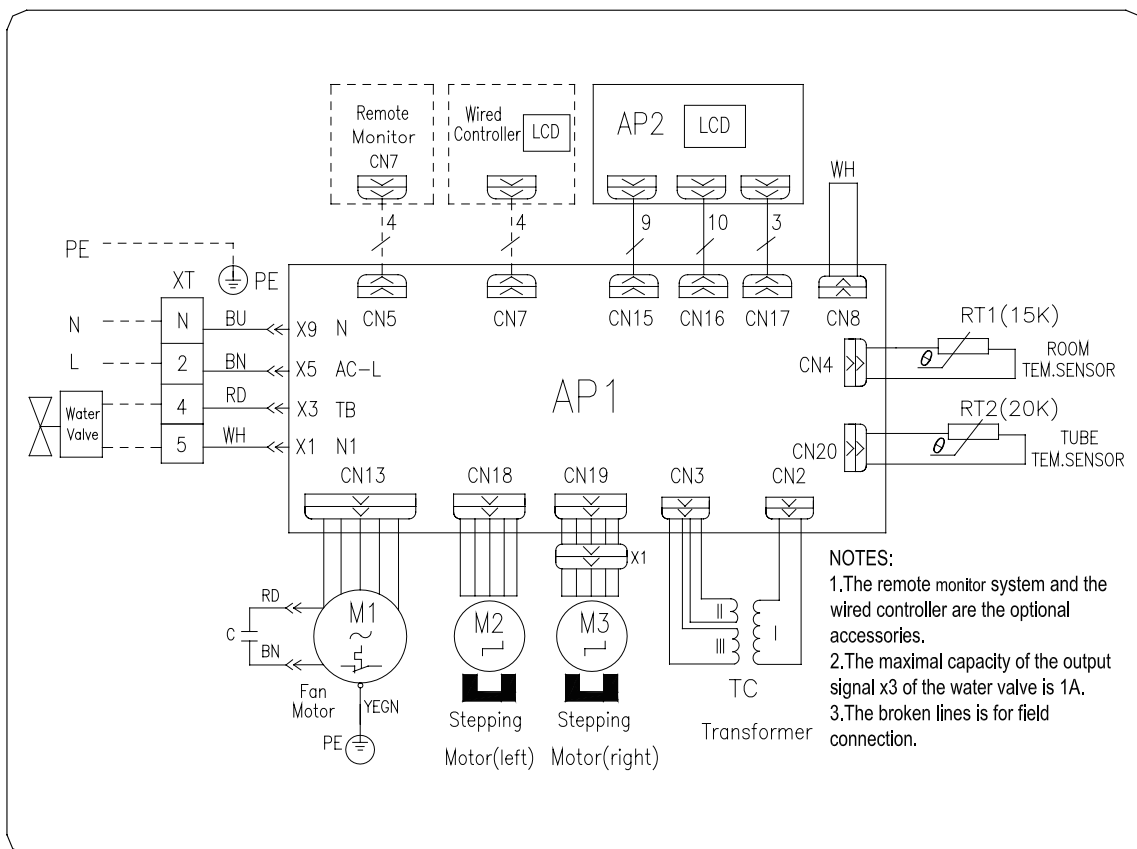 Remote
Monitor
CN7
Wired
Controller
LCD
AP2
LCD
WH
4
4
9
10
3
PE
PE
XT
CN5
CN7
CN15
CN16
CN17
CN8
N
N
BU
X9
N
L
2
BN
X5
AC-L
Water
Valve
4
RD
X3
TB
5
WH
X1
N1
AP1
CN4
RT1(15K)
θ
ROOM
TEM.SENSOR
CN20
RT2(20K)
θ
TUBE
TEM.SENSOR
CN13
CN18
CN19
CN3
CN2
X1
RD
C
BN
M1
M2
M3
II
III
I
Fan
Motor
YEGN
PE
Stepping
Motor(left)
Stepping
Motor(right)
TC
Transformer
NOTES:
1.The remote monitor system and the
wired controller are the optional
accessories.
2.The maximal capacity of the output
signal x3 of the water valve is 1A.
3.The broken lines is for field
connection.